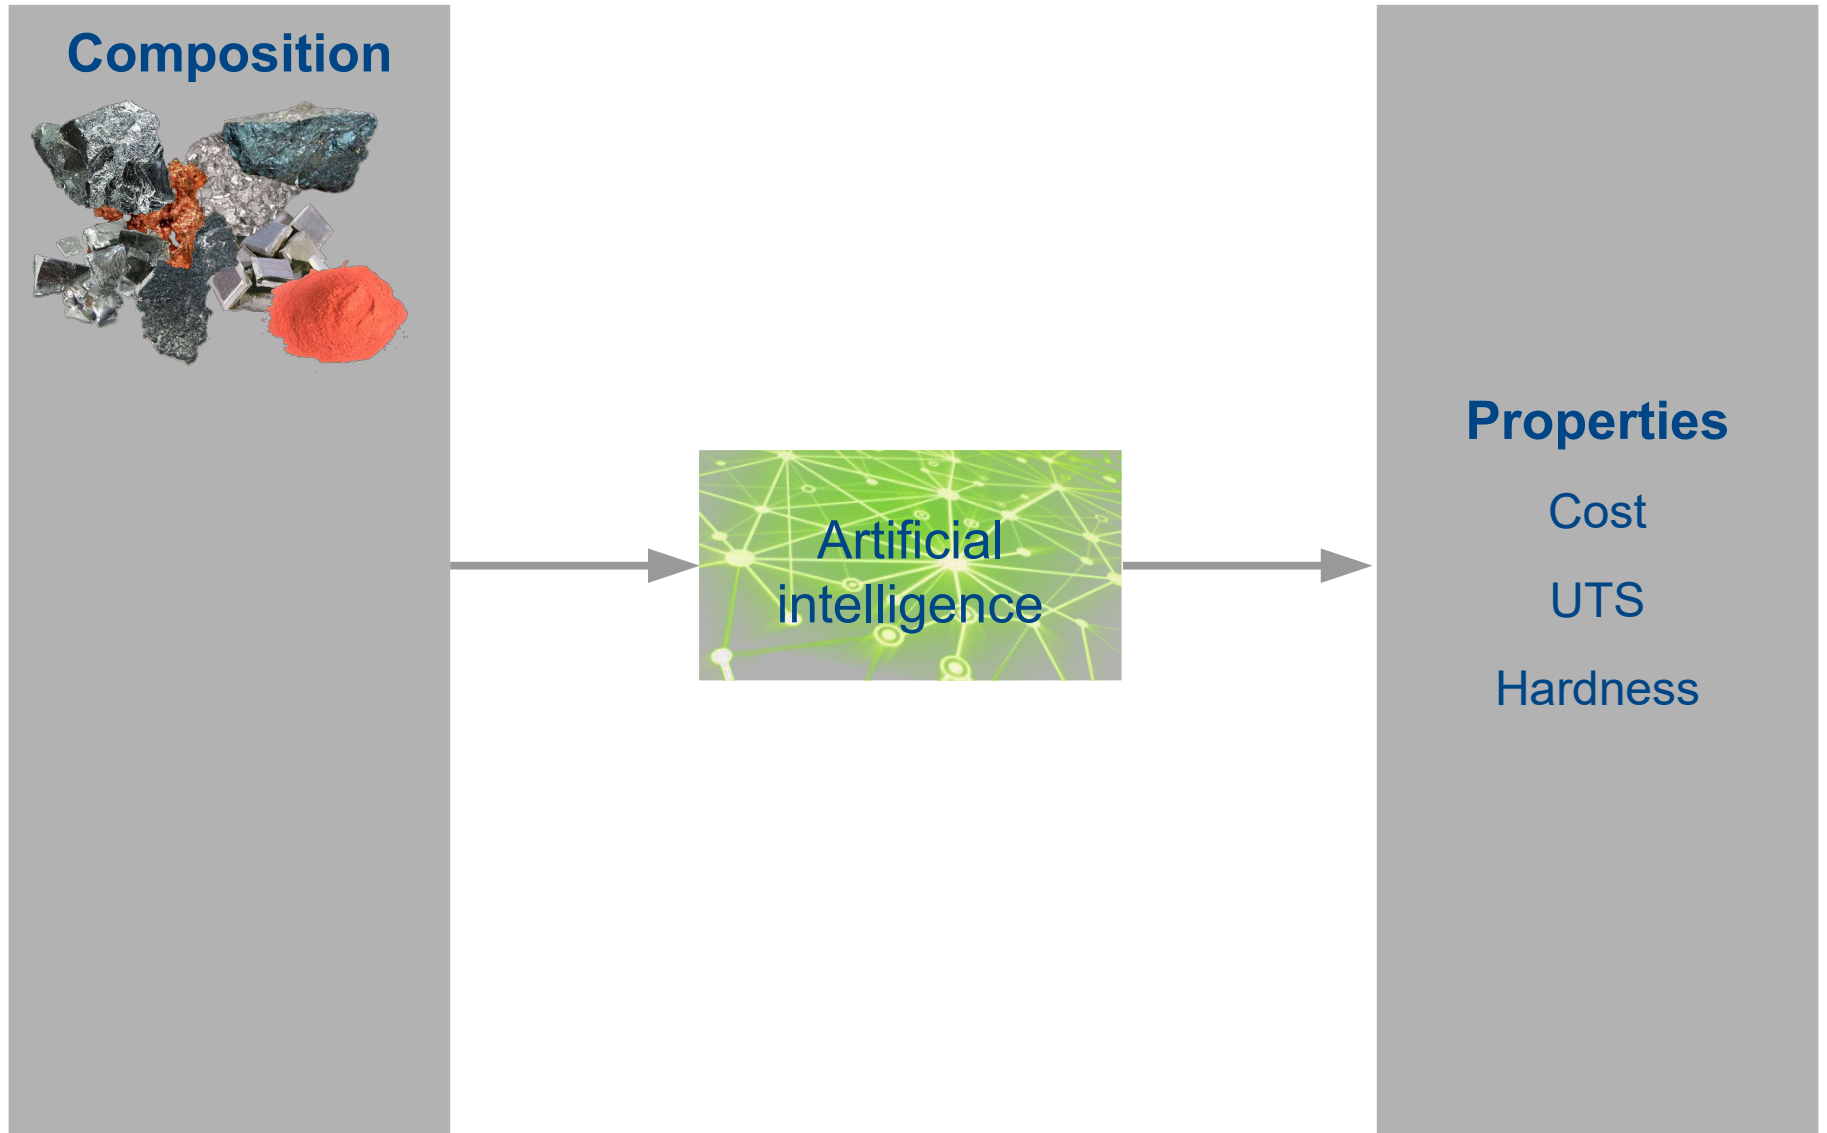 Composition
Artificial
intelligence
Properties
Cost
UTS
Hardness